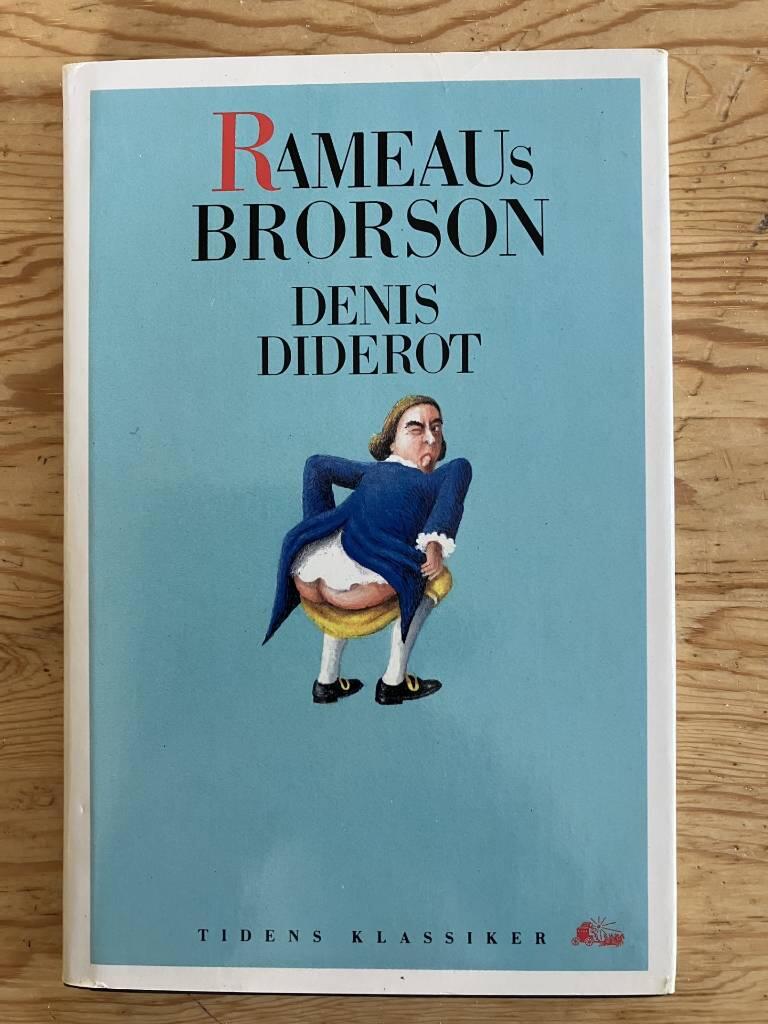 RAMEAUS
BRORSON
DENIS
DIDEROT
TIDENS KLASSIKER